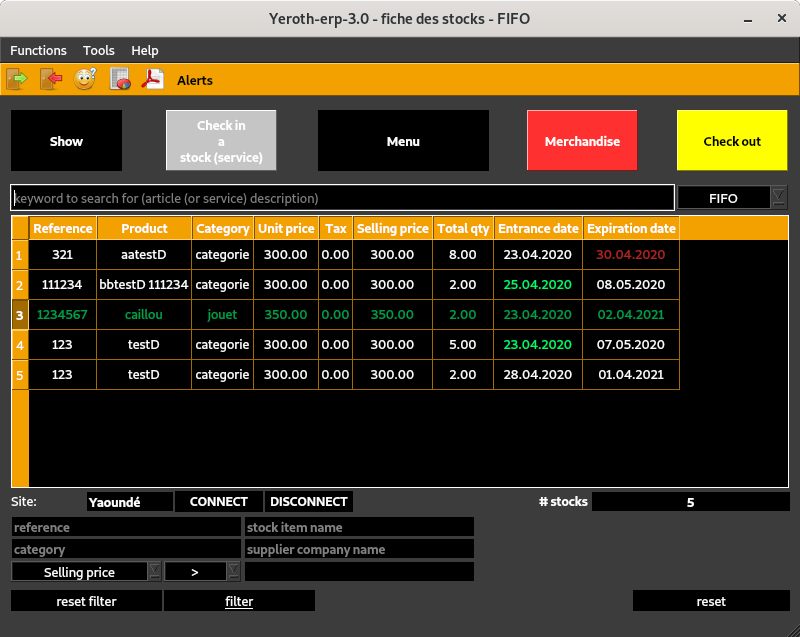 Yeroth-erp-3.0 - fiche des stocks - FIFO
Functions Tools Help
Alerts
Show
Check in
a
stock (service)
Menu
Merchandise
Check out
keyword to search for (article (or service) description)
FIFO
Reference Product Category Unit price Tax Selling price Total qty Entrance date Expiration date
1 321 aatestD categorie 300.00 0.00 300.00 8.00 23.04.2020 30.04.2020
2 111234 bbtestD 111234 categorie 300.00 0.00 300.00 2.00 25.04.2020 08.05.2020
3 1234567 caillou jouet 350.00 0.00 350.00 2.00 23.04.2020 02.04.2021
4 123 testD categorie 300.00 0.00 300.00 5.00 23.04.2020 07.05.2020
5 123 testD categorie 300.00 0.00 300.00 2.00 28.04.2020 01.04.2021
Site: Yaoundé CONNECT DISCONNECT # stocks 5
reference stock item name
category supplier company name
Selling price >
reset filter filter reset